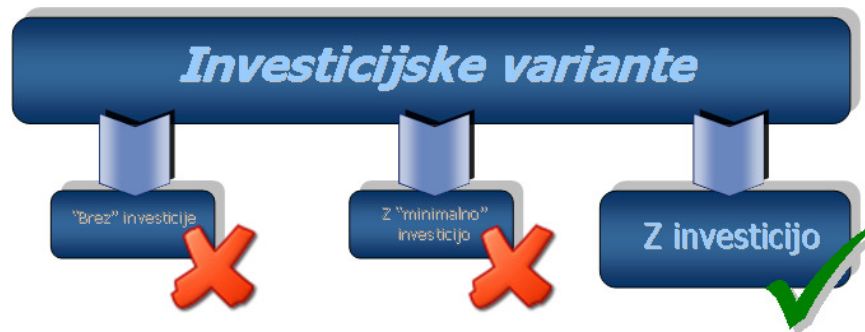 Investicijske variante
"Brez" investicije
Z "minimalno"
investicijo
Z investicijo